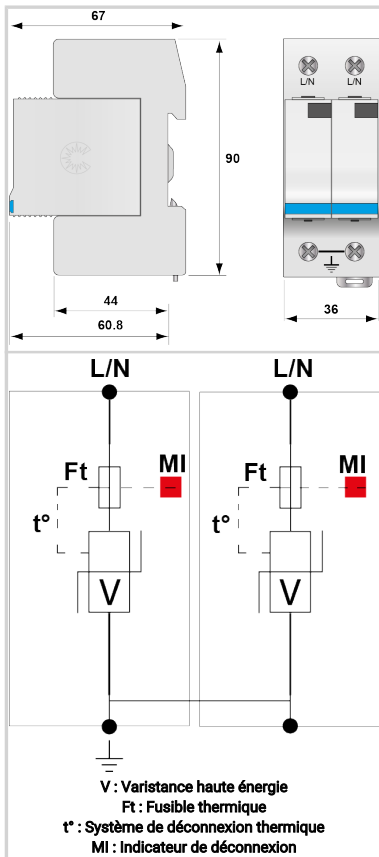 67
L/N L/N
90
44
60.8
36
L/N L/N
Ft MI Ft MI
t° t°
V V
V : Varistance haute énergie
Ft : Fusible thermique
t° : Système de déconnexion thermique
MI : Indicateur de déconnexion